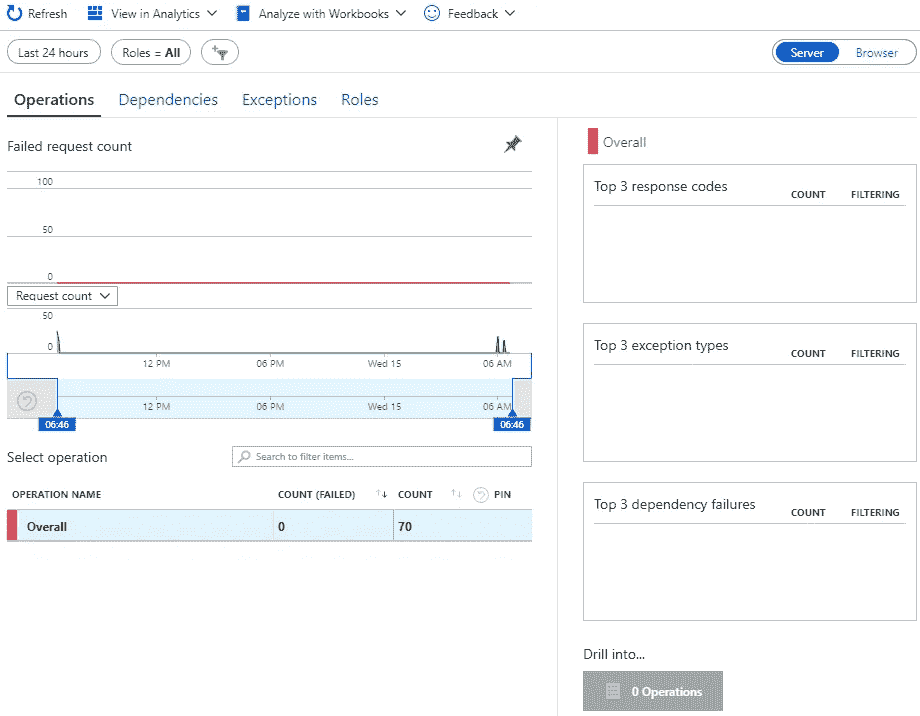 Refresh View in Analytics Analyze with Workbooks Feedback
Last 24 hours Roles = All Server Browser
Operations Dependencies Exceptions Roles
Failed request count
100
50
0
Request count
50
0
12 PM 06 PM Wed 15 06 AM
12 PM 06 PM Wed 15 06 AM
06:46 06:46
Select operation Search to filter items...
OPERATION NAME COUNT (FAILED) ↑↓ COUNT ↑↓ ? PIN
Overall 0 70
Overall
Top 3 response codes COUNT FILTERING
Top 3 exception types COUNT FILTERING
Top 3 dependency failures COUNT FILTERING
Drill into...
0 Operations